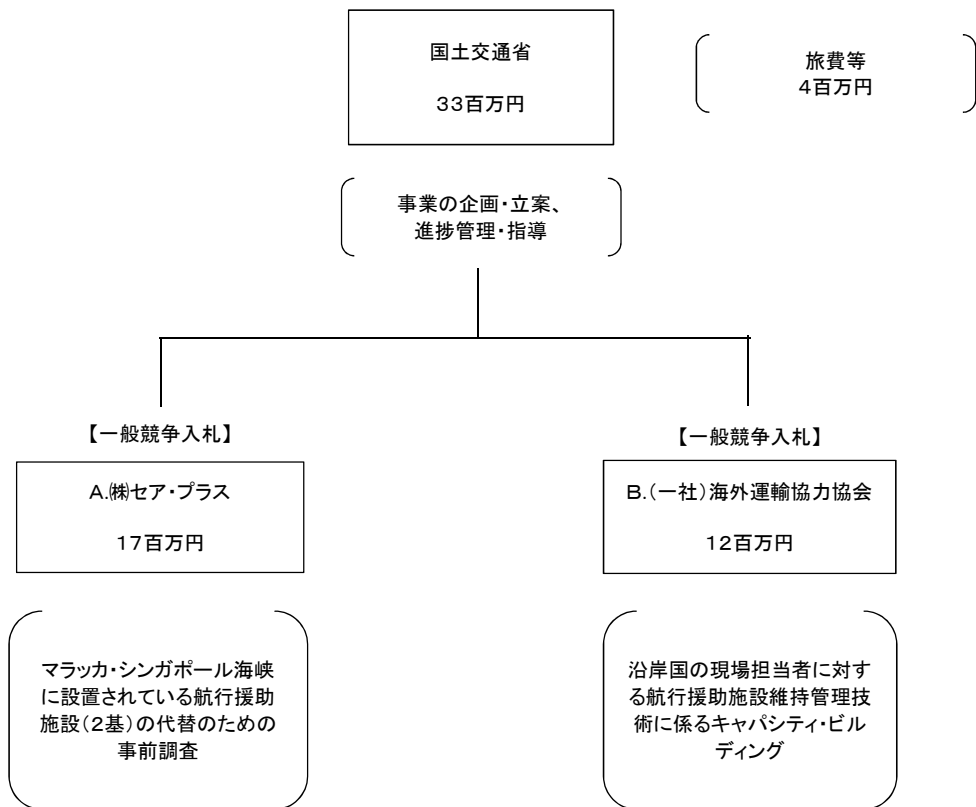 国土交通省
33百万円
旅費等
4百万円
事業の企画・立案、
進捗管理・指導
【一般競争入札】
A.㈱セア・プラス
17百万円
マラッカ・シンガポール海峡
に設置されている航行援助
施設(2基)の代替のための
事前調査
【一般競争入札】
B.(一社)海外運輸協力協会
12百万円
沿岸国の現場担当者に対す
る航行援助施設維持管理技
術に係るキャパシティ・ビル
ディング